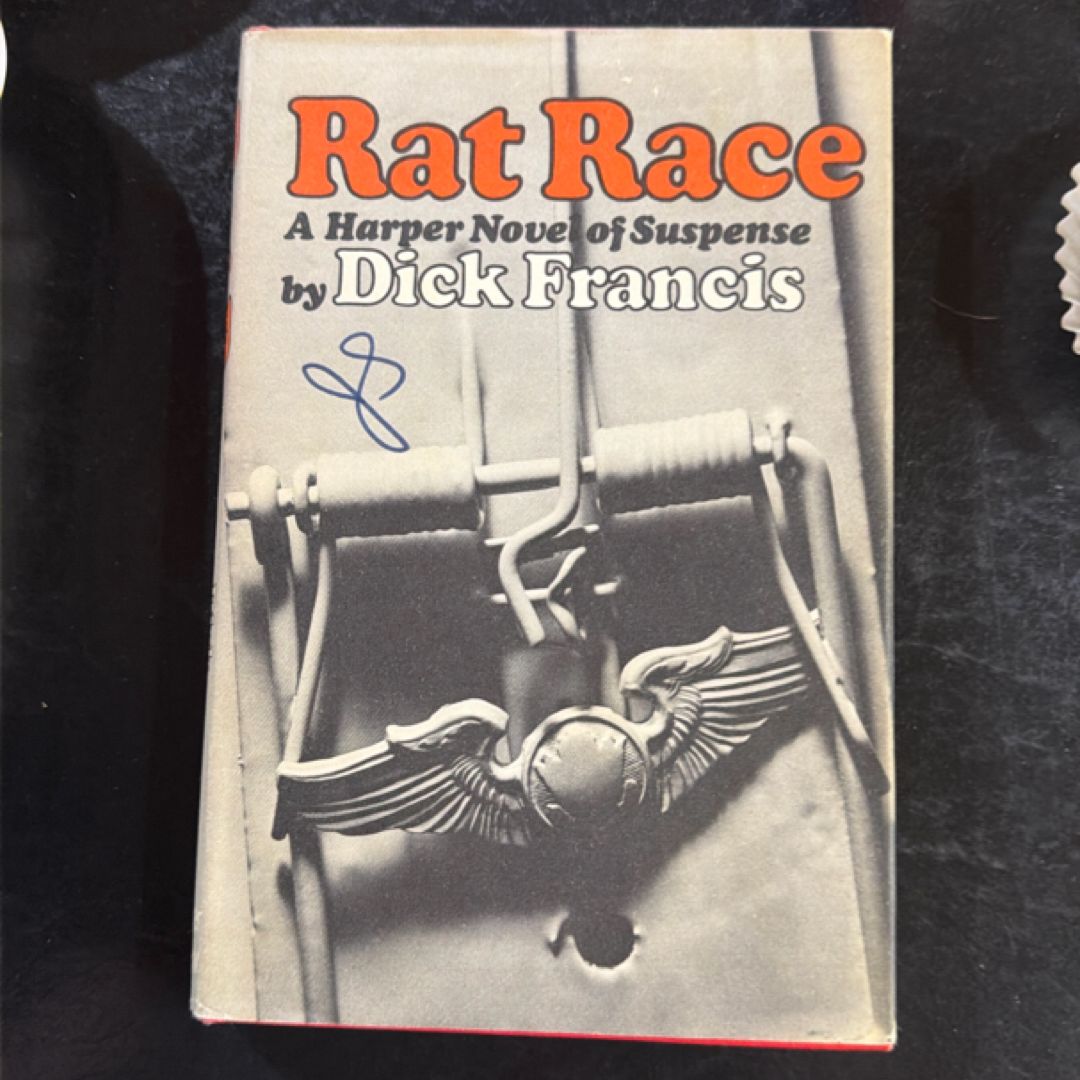 Rat Race
A Harper Novel of Suspense
by Dick Francis